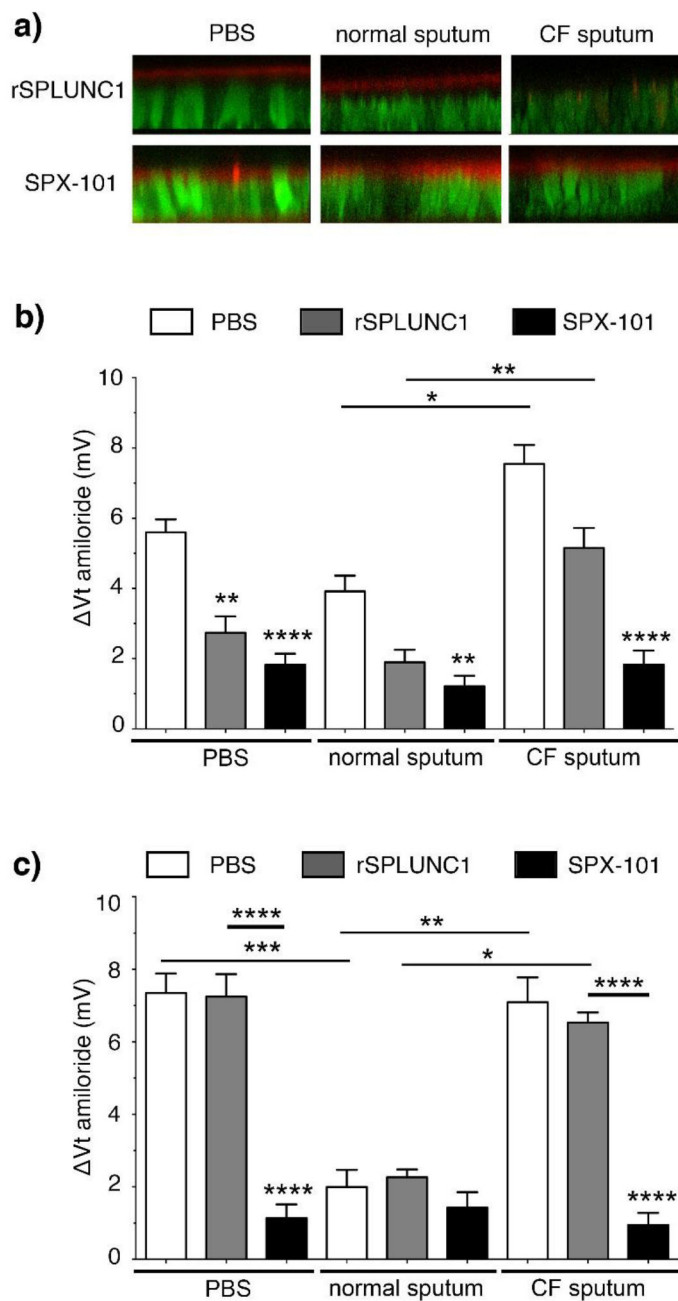 a)
PBS normal sputum CF sputum
rSPLUNC1
SPX-101
b)
PBS rSPLUNC1 SPX-101
ΔVt amiloride (mV)
10
8
6
4
2
0
**
*
**
****
**
****
PBS normal sputum CF sputum
c)
PBS rSPLUNC1 SPX-101
ΔVt amiloride (mV)
10
8
6
4
2
0
****
***
**
*
****
****
****
PBS normal sputum CF sputum